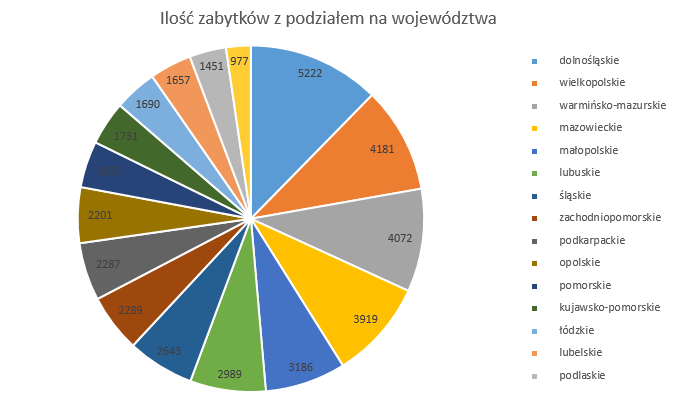 Ilość zabytków z podziałem na województwa
5222
4181
4072
3919
3186
2989
2643
2289
2287
2201
1731
1690
1657
1451
977
dolnośląskie
wielkopolskie
warmińsko-mazurskie
mazowieckie
małopolskie
lubuskie
śląskie
zachodniopomorskie
podkarpackie
opolskie
pomorskie
kujawsko-pomorskie
łódzkie
lubelskie
podlaskie